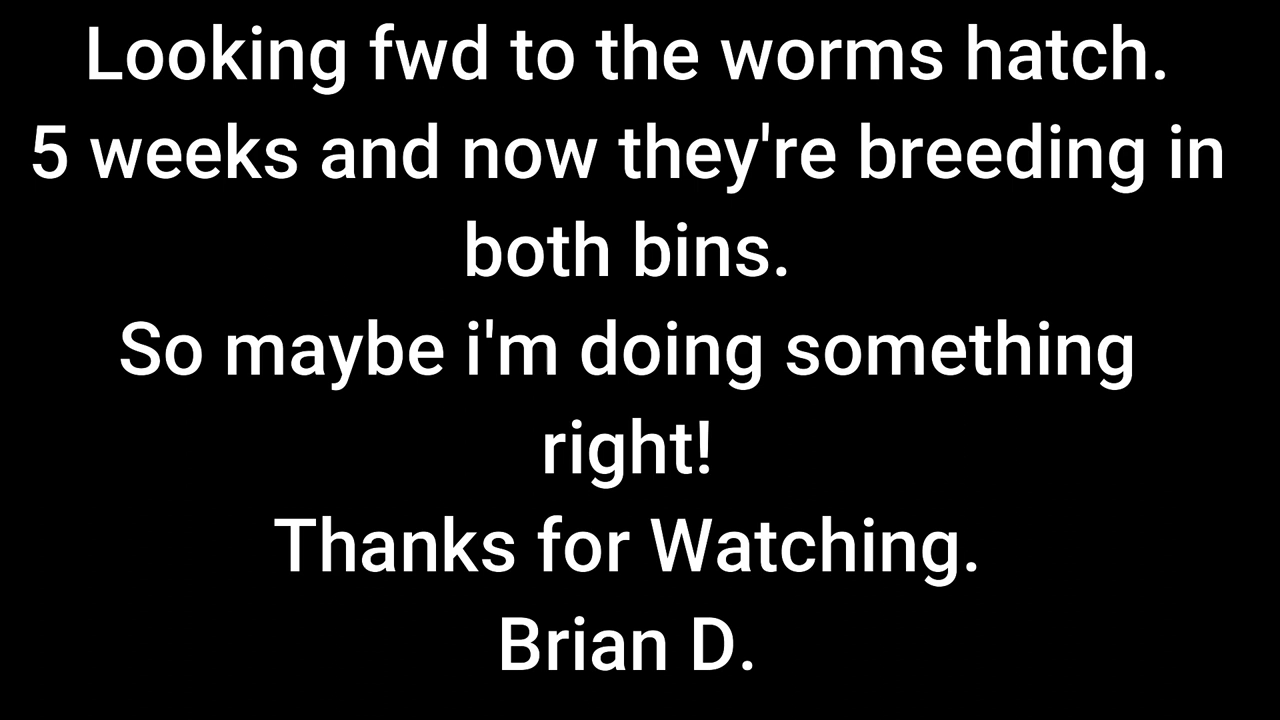 Looking fwd to the worms hatch.
5 weeks and now they're breeding in
both bins.
So maybe i'm doing something
right!
Thanks for Watching.
Brian D.